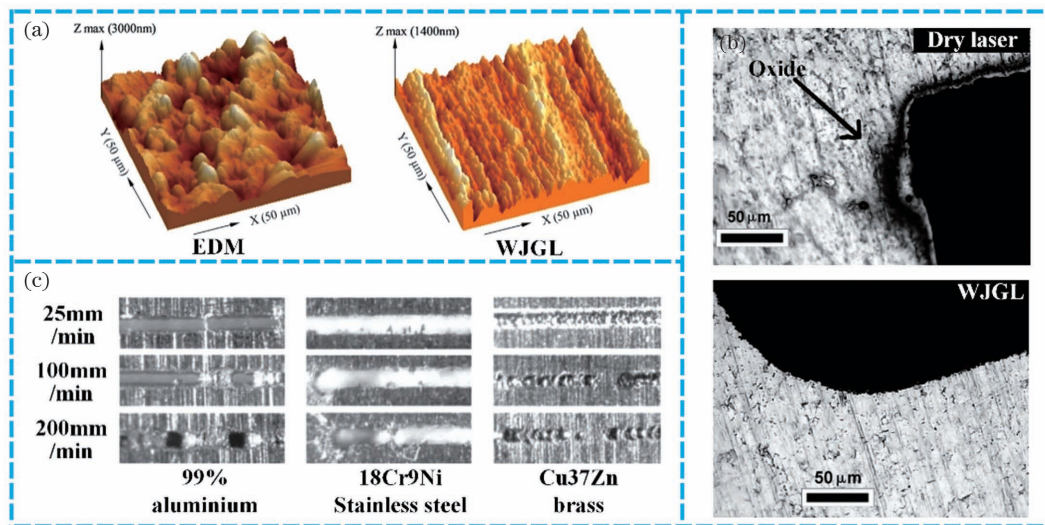 (a)
Z max (3000nm)
Y (50 μm)
X (50 μm)
EDM
Z max (1400nm)
Y (50 μm)
X (50 μm)
WJGL
(b)
Dry laser
Oxide
50 μm
WJGL
50 μm
(c)
25mm
/min
100mm
/min
200mm
/min
99%
aluminium
18Cr9Ni
Stainless steel
Cu37Zn
brass